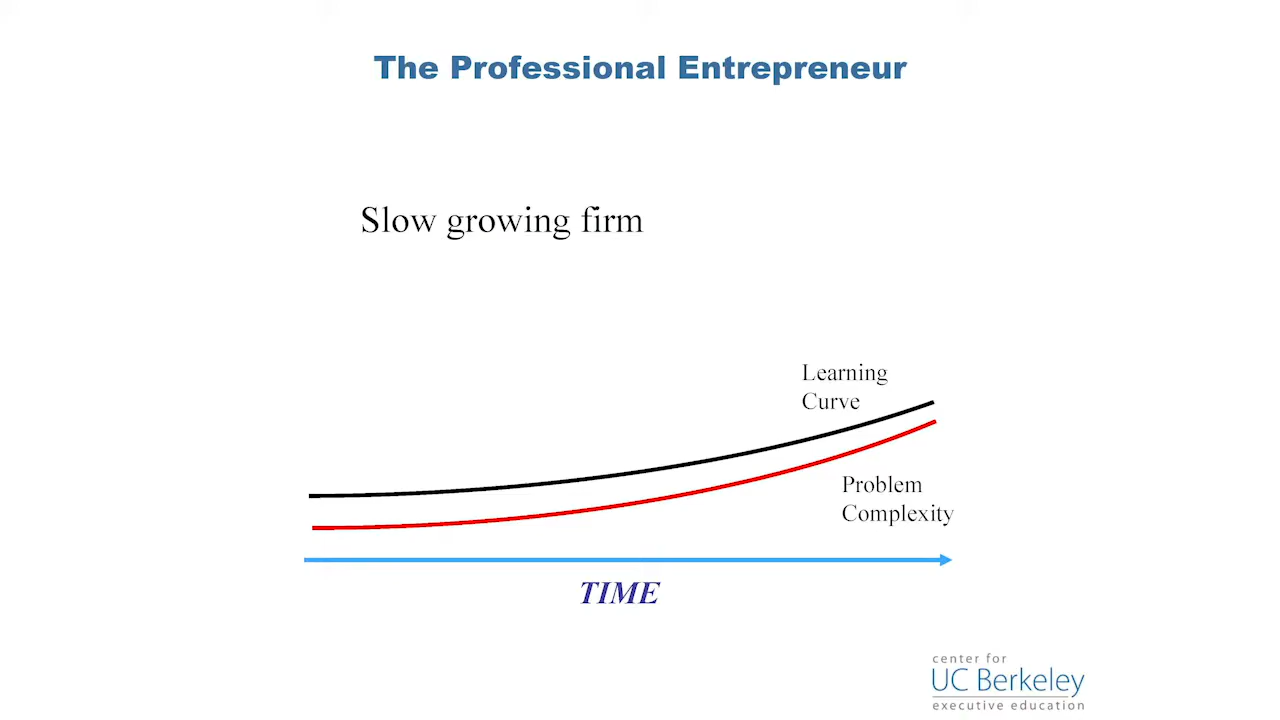 The Professional Entrepreneur
Slow growing firm
Learning
Curve
Problem
Complexity
TIME
center for
UC Berkeley
executive education